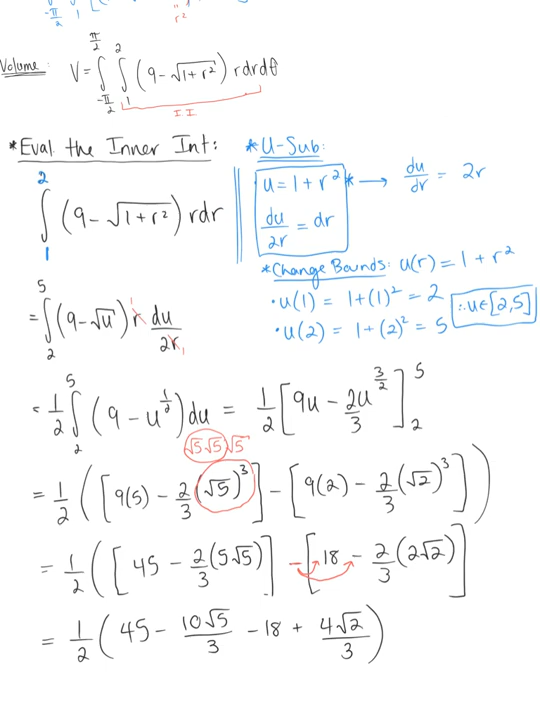 -π/2 1
r²
Volume: V = ∫_{-π/2}^{π/2} ∫_1^2 (9 - √(1+r²)) r dr dθ
I.I
*Eval the Inner Int:
∫_1^2 (9 - √(1+r²)) r dr
= ∫_2^5 (9 - √u) r du/2r
*U-Sub:
u = 1 + r² * → du/dr = 2r
du/2r = dr
*Change Bounds: u(r) = 1 + r²
• u(1) = 1 + (1)² = 2
• u(2) = 1 + (2)² = 5
∴ u ∈ [2,5]
= 1/2 ∫_2^5 (9 - u^{1/2}) du = 1/2 [9u - 2u^{3/2}/3]_2^5
√5 √5 √5
= 1/2 ([9(5) - 2/3 (√5)³] - [9(2) - 2/3 (√2)³])
= 1/2 ([45 - 2/3 (5√5)] - [18 - 2/3 (2√2)]
= 1/2 (45 - 10√5/3 - 18 + 4√2/3)